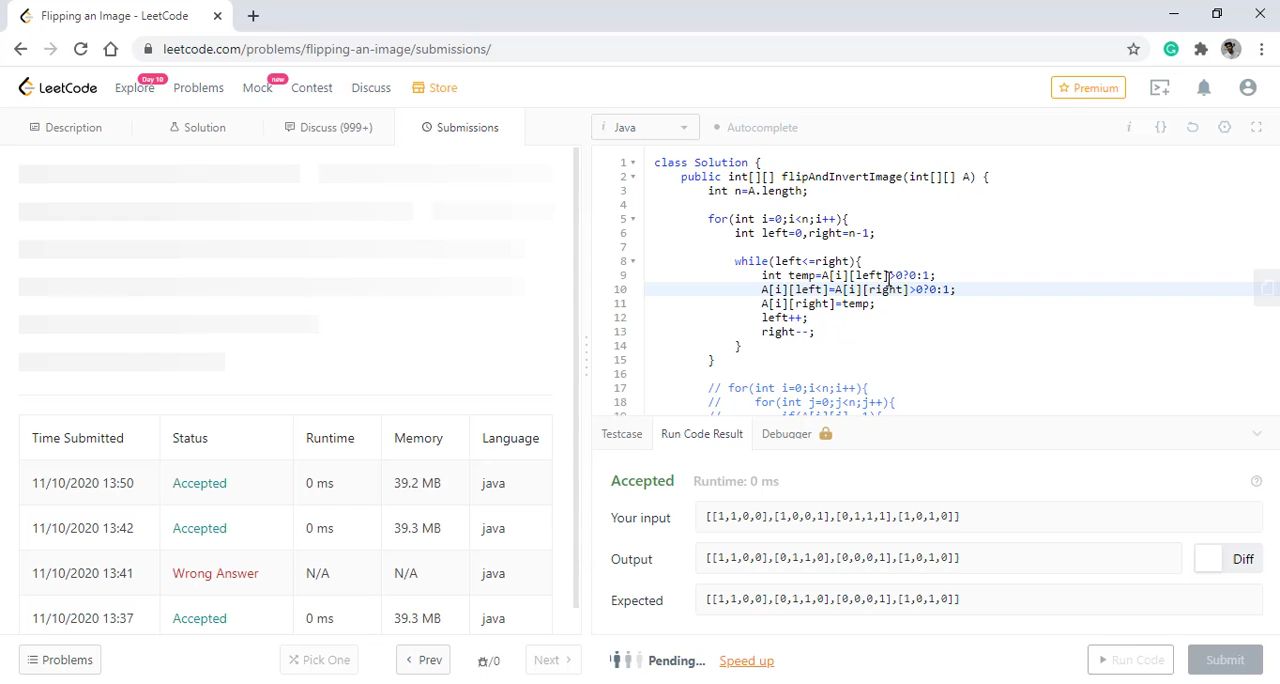 Flipping an Image - LeetCode
leetcode.com/problems/flipping-an-image/submissions/
LeetCode Explore Day 10 Problems Mock new Contest Discuss Store Premium
Description Solution Discuss (999+) Submissions
i Java Autocomplete i {}
1 class Solution {
2 public int[][] flipAndInvertImage(int[][] A) {
3 int n=A.length;
4
5 for(int i=0;i<n;i++){
6 int left=0,right=n-1;
7
8 while(left<=right){
9 int temp=A[i][left]>0?0:1;
10 A[i][left]=A[i][right]>0?0:1;
11 A[i][right]=temp;
12 left++;
13 right--;
14 }
15 }
16
17 // for(int i=0;i<n;i++){
18 // for(int j=0;j<n;j++){
Time Submitted Status Runtime Memory Language
11/10/2020 13:50 Accepted 0 ms 39.2 MB java
11/10/2020 13:42 Accepted 0 ms 39.3 MB java
11/10/2020 13:41 Wrong Answer N/A N/A java
11/10/2020 13:37 Accepted 0 ms 39.3 MB java
Testcase Run Code Result Debugger
Accepted Runtime: 0 ms
Your input [[1,1,0,0],[1,0,0,1],[0,1,1,1],[1,0,1,0]]
Output [[1,1,0,0],[0,1,1,0],[0,0,0,1],[1,0,1,0]] Diff
Expected [[1,1,0,0],[0,1,1,0],[0,0,0,1],[1,0,1,0]]
Problems Pick One Prev /0 Next Pending... Speed up Run Code Submit